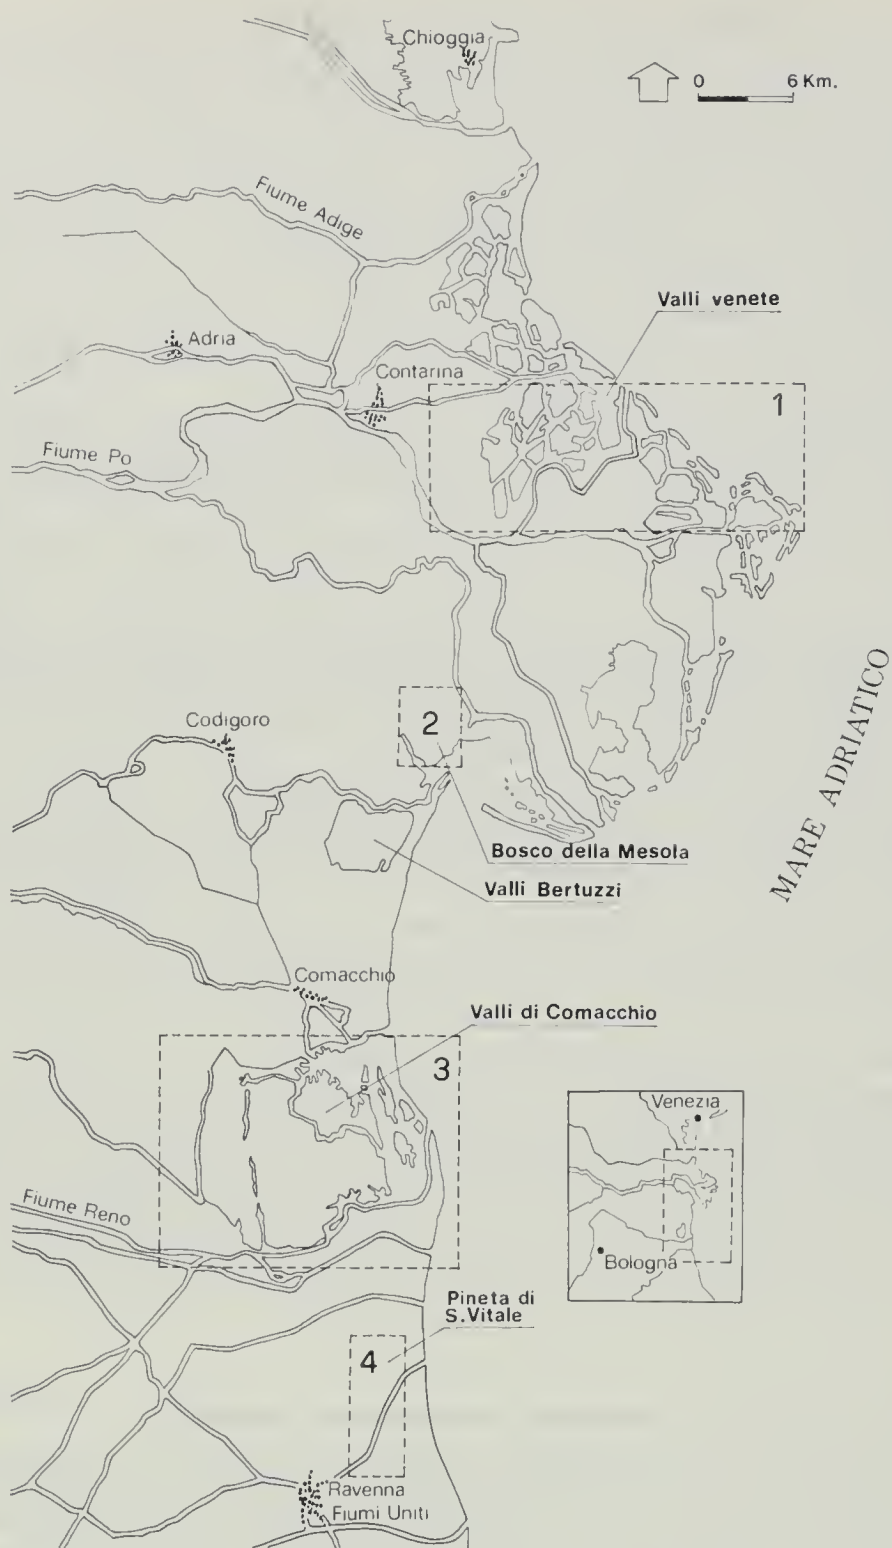 Chioggia
0 6 Km.
Fiume Adige
Valli venete
Adria
Contarina
1
Fiume Po
MARE ADRIATICO
2
Codigoro
Bosco della Mesola
Valli Bertuzzi
Comacchio
Valli di Comacchio
3
Venezia
Bologna
Fiume Reno
Pineta di
S.Vitale
4
Ravenna
Fiumi Uniti